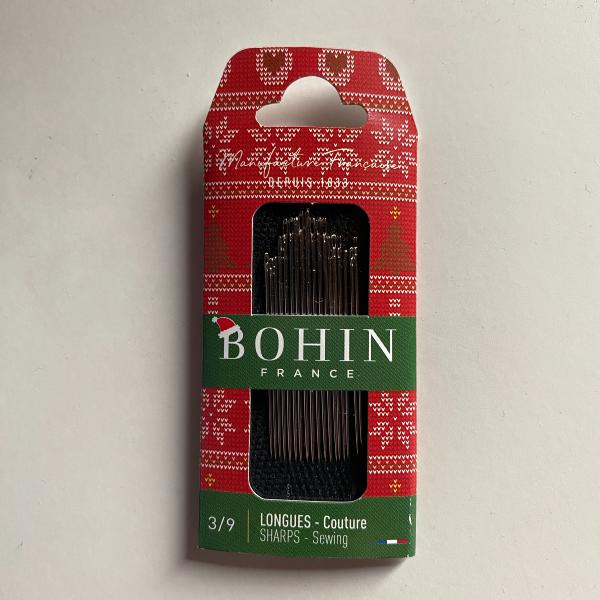 Manufacture Française
DEPUIS 1833
BOHIN
FRANCE
3/9
LONGUES - Couture
SHARPS - Sewing